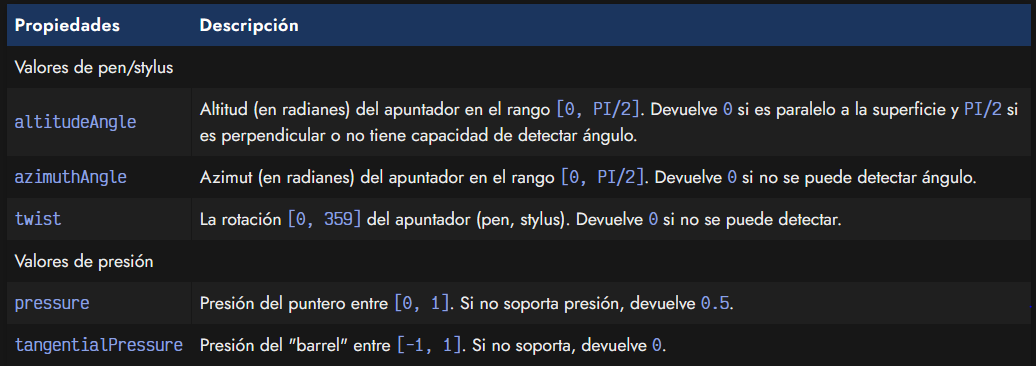 Propiedades Descripción
Valores de pen/stylus
altitudeAngle Altitud (en radianes) del apuntador en el rango [0, PI/2]. Devuelve 0 si es paralelo a la superficie y PI/2 si
es perpendicular o no tiene capacidad de detectar ángulo.
azimuthAngle Azimut (en radianes) del apuntador en el rango [0, PI/2]. Devuelve 0 si no se puede detectar ángulo.
twist La rotación [0, 359] del apuntador (pen, stylus). Devuelve 0 si no se puede detectar.
Valores de presión
pressure Presión del puntero entre [0, 1]. Si no soporta presión, devuelve 0.5.
tangentialPressure Presión del "barrel" entre [-1, 1]. Si no soporta, devuelve 0.